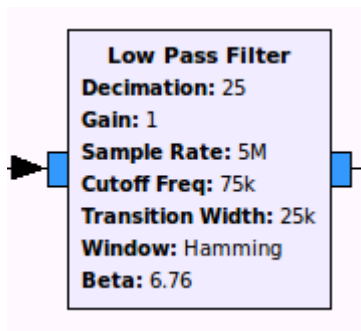 Low Pass Filter
Decimation: 25
Gain: 1
Sample Rate: 5M
Cutoff Freq: 75k
Transition Width: 25k
Window: Hamming
Beta: 6.76